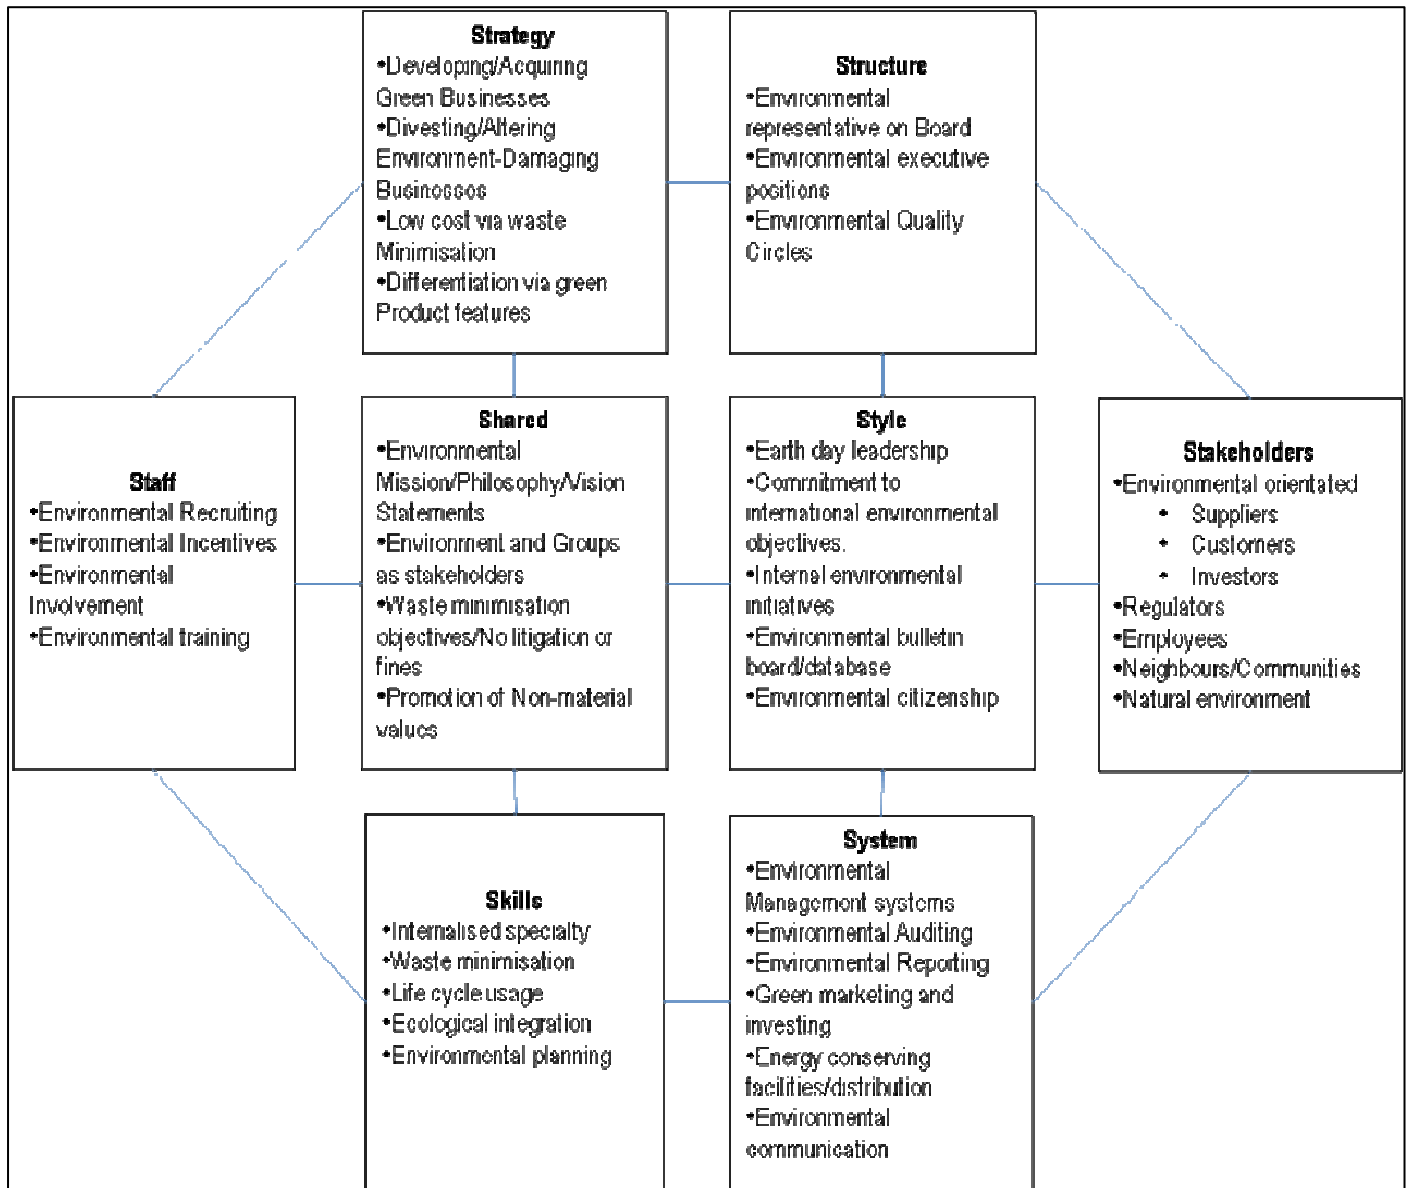 Strategy
•Developing/Acquiring
Green Businesses
•Divesting/Altering
Environment-Damaging
Businesses
•Low cost via waste
Minimisation
•Differentiation via green
Product features
Structure
•Environmental
representative on Board
•Environmental executive
positions
•Environmental Quality
Circles
Staff
•Environmental Recruiting
•Environmental Incentives
•Environmental
Involvement
•Environmental training
Shared
•Environmental
Mission/Philosophy/Vision
Statements
•Environment and Groups
as stakeholders
•Waste minimisation
objectives/No litigation or
fines
•Promotion of Non-material
values
Style
•Earth day leadership
•Commitment to
international environmental
objectives.
•Internal environmental
initiatives
•Environmental bulletin
board/database
•Environmental citizenship
Stakeholders
•Environmental orientated
• Suppliers
• Customers
• Investors
•Regulators
•Employees
•Neighbours/Communities
•Natural environment
Skills
•Internalised specialty
•Waste minimisation
•Life cycle usage
•Ecological integration
•Environmental planning
System
•Environmental
Management systems
•Environmental Auditing
•Environmental Reporting
•Green marketing and
investing
•Energy conserving
facilities/distribution
•Environmental
communication